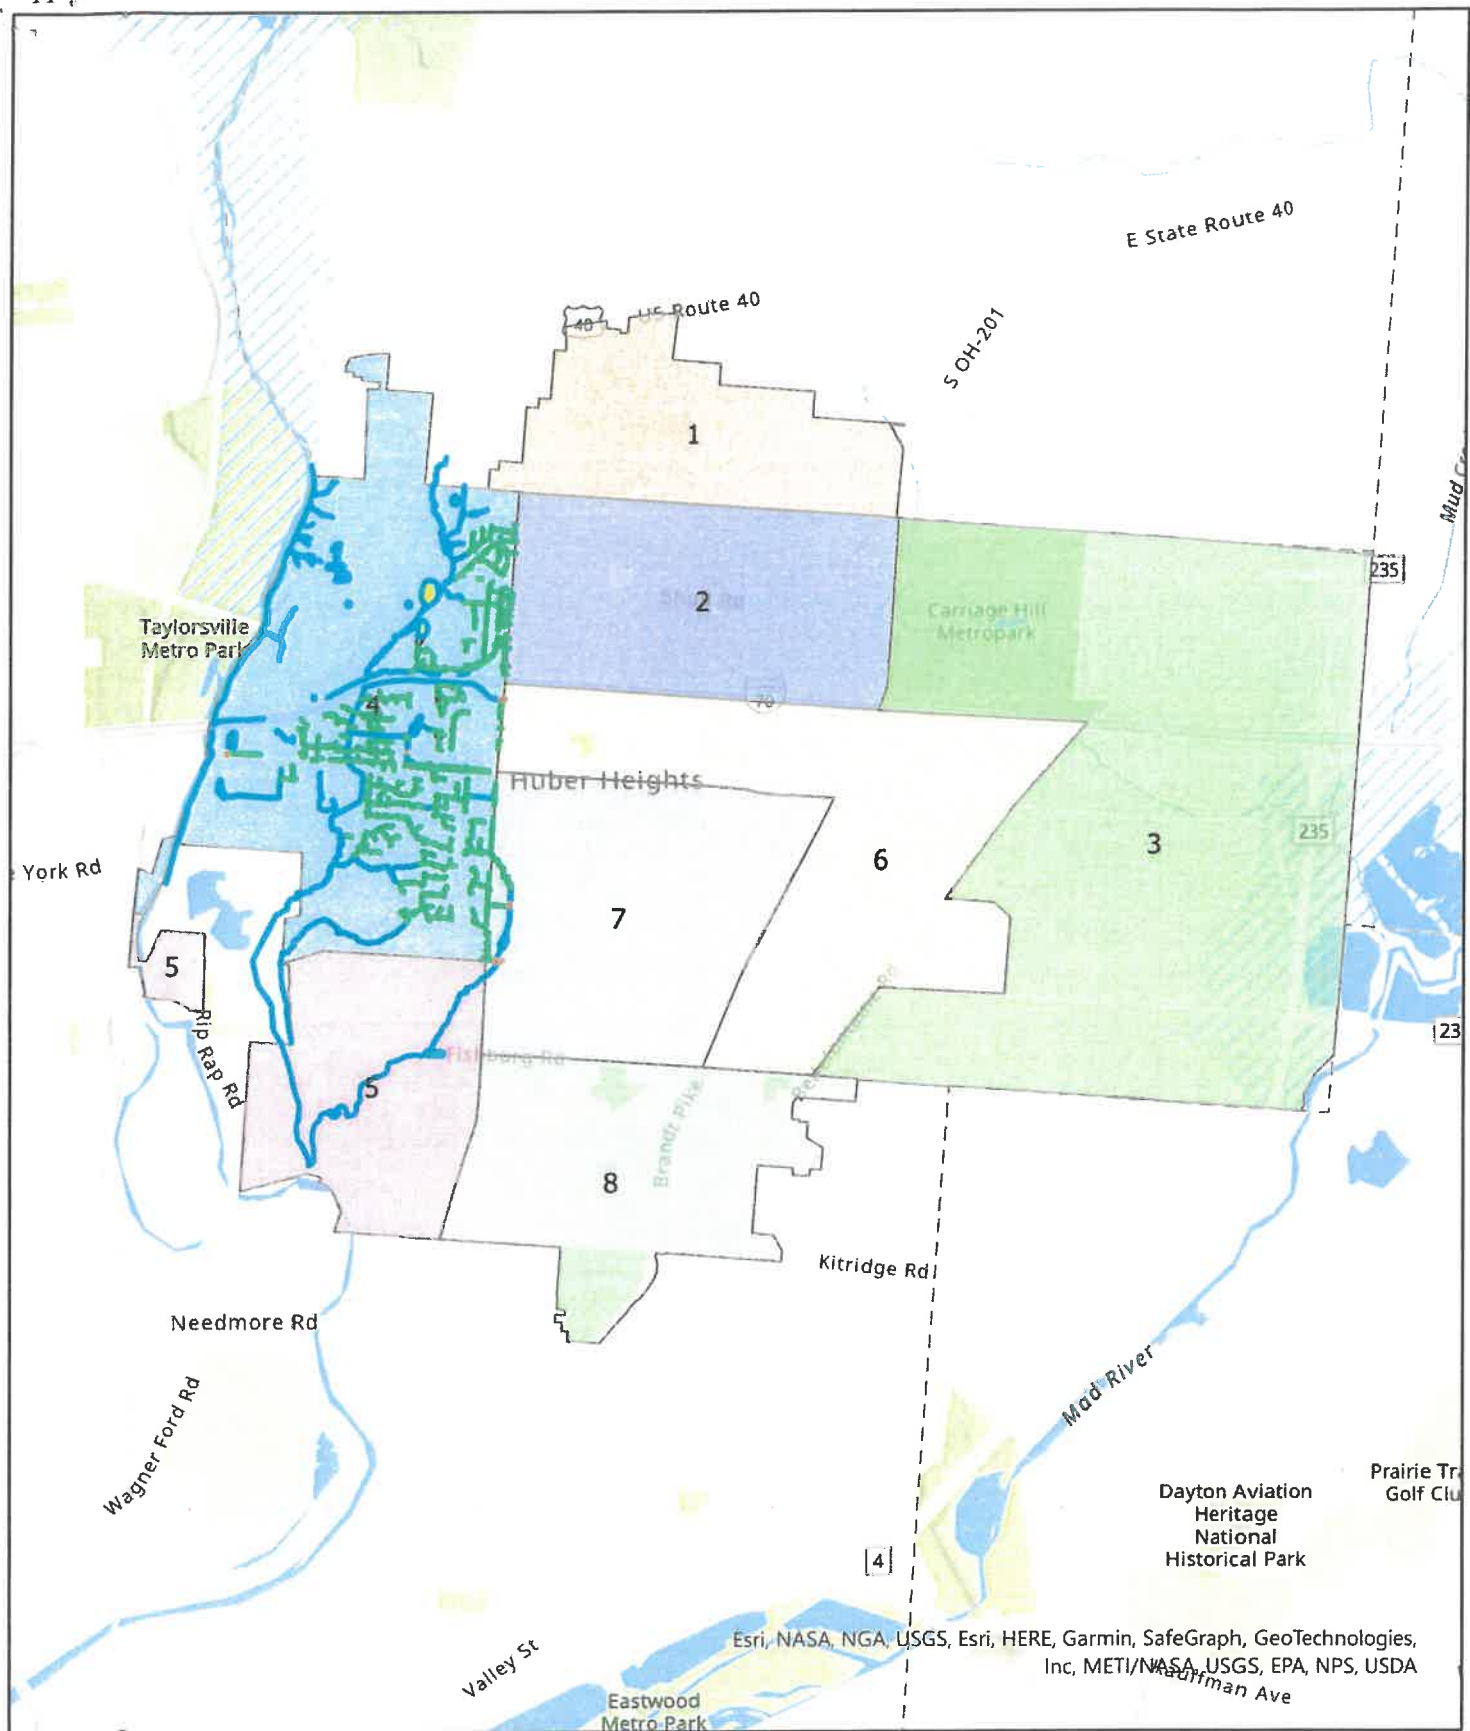 E State Route 40
US Route 40
40
S OH-201
1
Mud
235
2
Carriage Hill
Metropark
Taylorsville
Metro Park
4
70
Huber Heights
235
3
York Rd
6
7
5
Rip Rap Rd
23
Fishburg Rd
5
Brandt Pike
Rd
8
Kitridge Rd
Needmore Rd
Mad River
Wagner Ford Rd
Prairie
Golf
Dayton Aviation
Heritage
National
Historical Park
4
Esri, NASA, NGA, USGS, Esri, HERE, Garmin, SafeGraph, GeoTechnologies,
Inc, METI/NASA, USGS, EPA, NPS, USDA
Kauffman Ave
Valley St
Eastwood
Metro Park